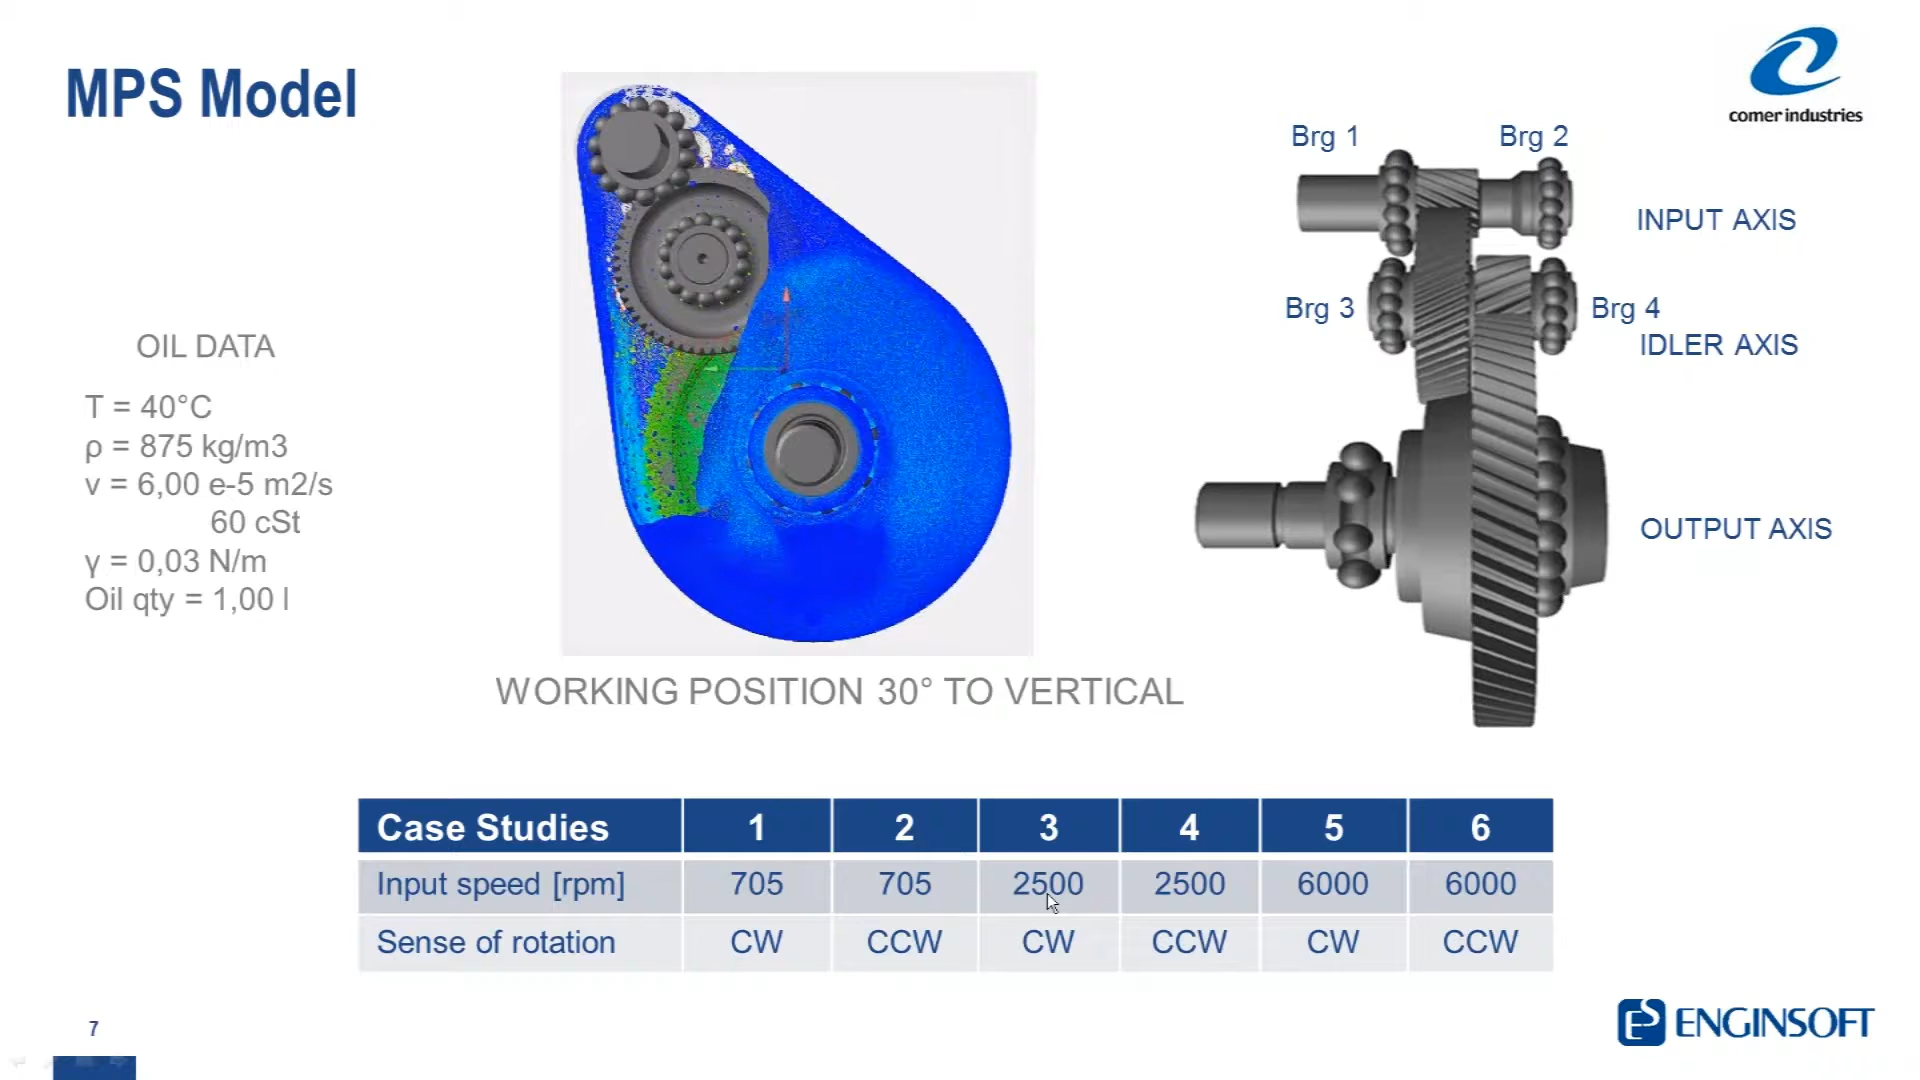 MPS Model
comer industries
Brg 1
Brg 2
INPUT AXIS
Brg 3
Brg 4
IDLER AXIS
OUTPUT AXIS
OIL DATA
T = 40°C
ρ = 875 kg/m3
ν = 6,00 e-5 m2/s
60 cSt
γ = 0,03 N/m
Oil qty = 1,00 l
WORKING POSITION 30° TO VERTICAL
Case Studies 1 2 3 4 5 6
Input speed [rpm] 705 705 2500 2500 6000 6000
Sense of rotation CW CCW CW CCW CW CCW
7
ENGINSOFT